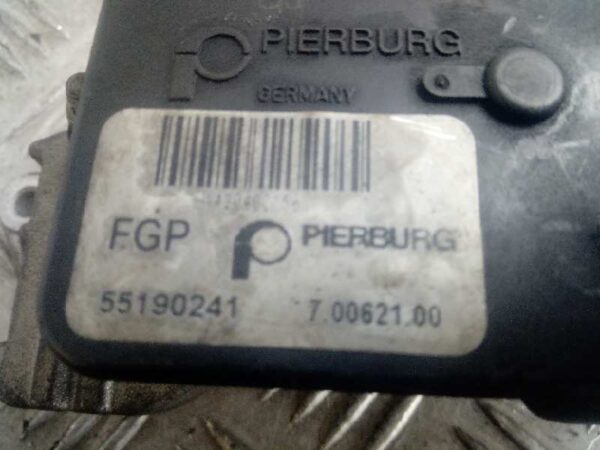 PIERBURG
GERMANY
FGP PIERBURG
55190241 7.00621.00